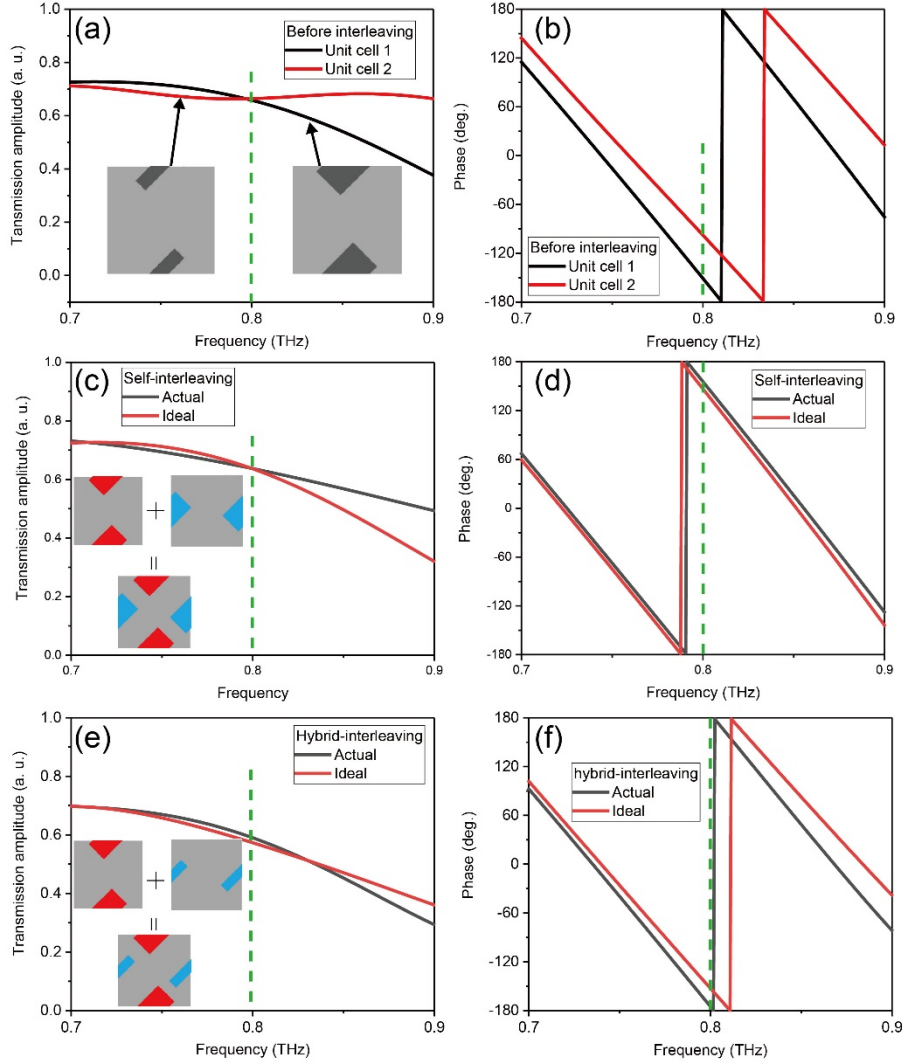 (a)
Before interleaving
Unit cell 1
Unit cell 2
Tansmission amplitude (a. u.)
1.0
0.8
0.6
0.4
0.2
0.0
0.7
0.8
0.9
Frequency (THz)
(b)
Before interleaving
Unit cell 1
Unit cell 2
Phase (deg.)
180
120
60
0
-60
-120
-180
0.7
0.8
0.9
Frequency (THz)
(c)
Self-interleaving
Actual
Ideal
Transmission amplitude (a. u.)
1.0
0.8
0.6
0.4
0.2
0.0
+
=
0.7
0.8
0.9
Frequency
(d)
Self-interleaving
Actual
Ideal
Phase (deg.)
180
120
60
0
-60
-120
-180
0.7
0.8
0.9
Frequency (THz)
(e)
Hybrid-interleaving
Actual
Ideal
Transmission amplitude (a. u.)
1.0
0.8
0.6
0.4
0.2
0.0
+
=
0.7
0.8
0.9
Frequency (THz)
(f)
hybrid-interleaving
Actual
Ideal
Phase (deg.)
180
120
60
0
-60
-120
-180
0.7
0.8
0.9
Frequency (THz)